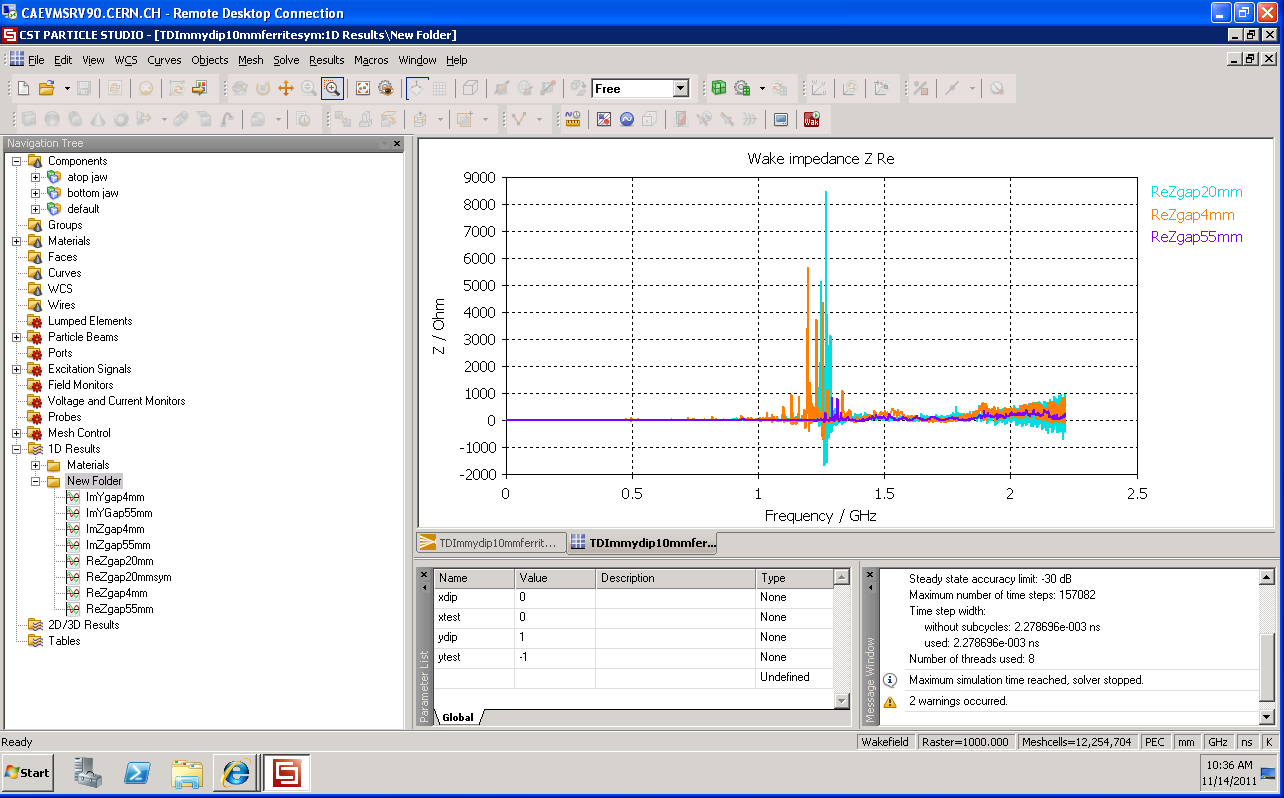 CAEVMSRV90.CERN.CH - Remote Desktop Connection
CST PARTICLE STUDIO - [TDImmydip10mmferritesym:1D Results\New Folder]
File Edit View WCS Curves Objects Mesh Solve Results Macros Window Help
Free
Wak
Navigation Tree
Components
atop jaw
bottom jaw
default
Groups
Materials
Faces
Curves
WCS
Wires
Lumped Elements
Particle Beams
Ports
Excitation Signals
Field Monitors
Voltage and Current Monitors
Probes
Mesh Control
1D Results
Materials
New Folder
ImYgap4mm
ImYGap55mm
ImZgap4mm
ImZgap55mm
ReZgap20mm
ReZgap20mmsym
ReZgap4mm
ReZgap55mm
2D/3D Results
Tables
Wake impedance Z Re
9000
8000
7000
6000
5000
4000
3000
2000
1000
0
-1000
-2000
Z / Ohm
0 0.5 1 1.5 2 2.5
Frequency / GHz
ReZgap20mm
ReZgap4mm
ReZgap55mm
TDImmydip10mmferrit... TDImmydip10mmfer...
Parameter List
Name Value Description Type
xdip 0 None
xtest 0 None
ydip 1 None
ytest -1 None
Undefined
Global
Message Window
Steady state accuracy limit: -30 dB
Maximum number of time steps: 157082
Time step width:
without subcycles: 2.278696e-003 ns
used: 2.278696e-003 ns
Number of threads used: 8
Maximum simulation time reached, solver stopped.
2 warnings occurred.
Ready
Wakefield Raster=1000.000 Meshcells=12,254,704 PEC mm GHz ns K
Start
10:36 AM
11/14/2011